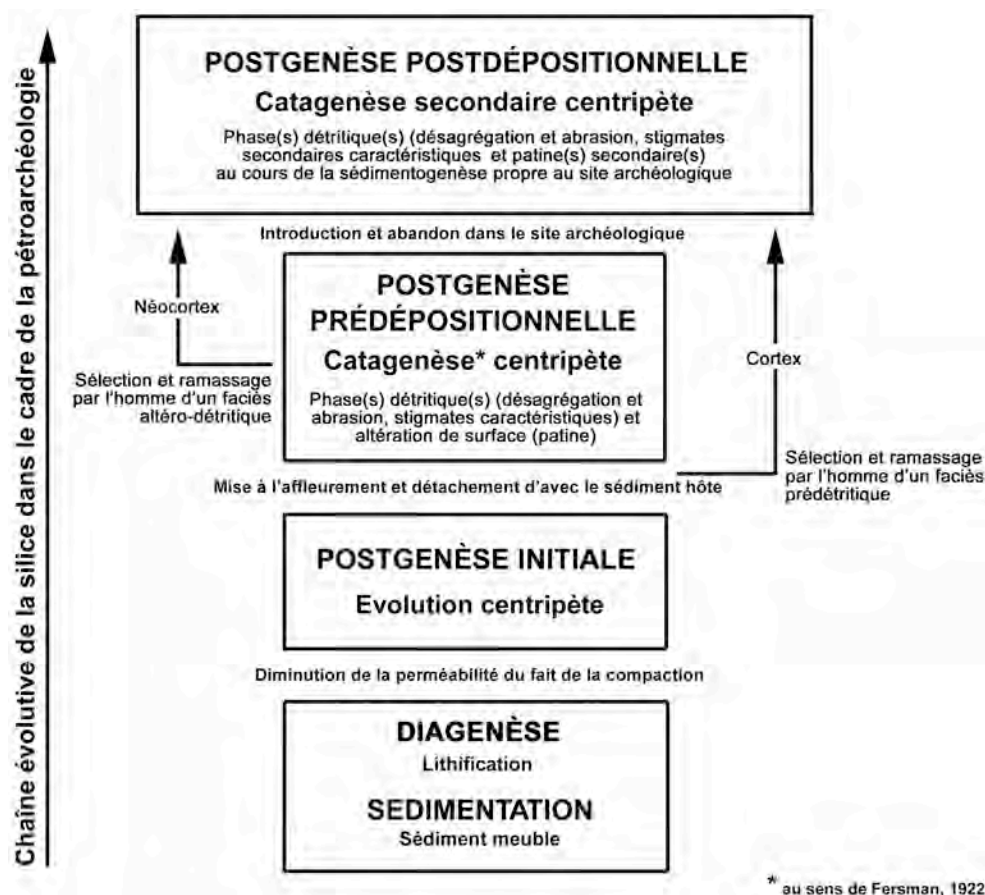 Chaîne évolutive de la silice dans le cadre de la pétroarchéologie
POSTGENÈSE POSTDÉPOSITIONNELLE
Catagenèse secondaire centripète
Phase(s) détritique(s) (désagrégation et abrasion, stigmates
secondaires caractéristiques et patine(s) secondaire(s)
au cours de la sédimentogenèse propre au site archéologique
Introduction et abandon dans le site archéologique
Néocortex
Sélection et ramassage
par l'homme d'un faciès
altéro-détritique
POSTGENÈSE
PRÉDÉPOSITIONNELLE
Catagenèse* centripète
Phase(s) détritique(s) (désagrégation et
abrasion, stigmates caractéristiques) et
altération de surface (patine)
Cortex
Sélection et ramassage
par l'homme d'un faciès
prédétritique
Mise à l'affleurement et détachement d'avec le sédiment hôte
POSTGENÈSE INITIALE
Evolution centripète
Diminution de la perméabilité du fait de la compaction
DIAGENÈSE
Lithification
SEDIMENTATION
Sédiment meuble
* au sens de Fersman, 1922